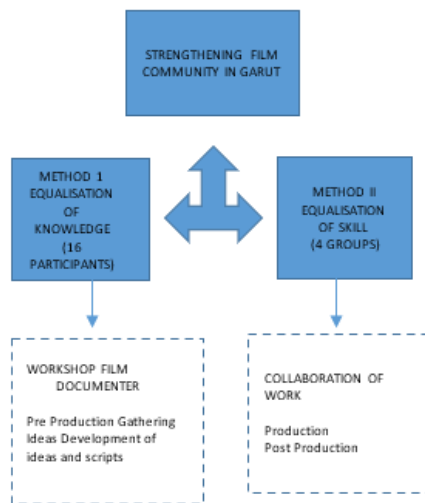 STRENGTHENING FILM
COMMUNITY IN GARUT
METHOD 1
EQUALISATION
OF
KNOWLEDGE
(16
PARTICIPANTS)
METHOD II
EQUALISATION
OF SKILL
(4 GROUPS)
WORKSHOP FILM
DOCUMENTER
Pre Production Gathering
Ideas Development of
ideas and scripts
COLLABORATION OF
WORK
Production
Post Production